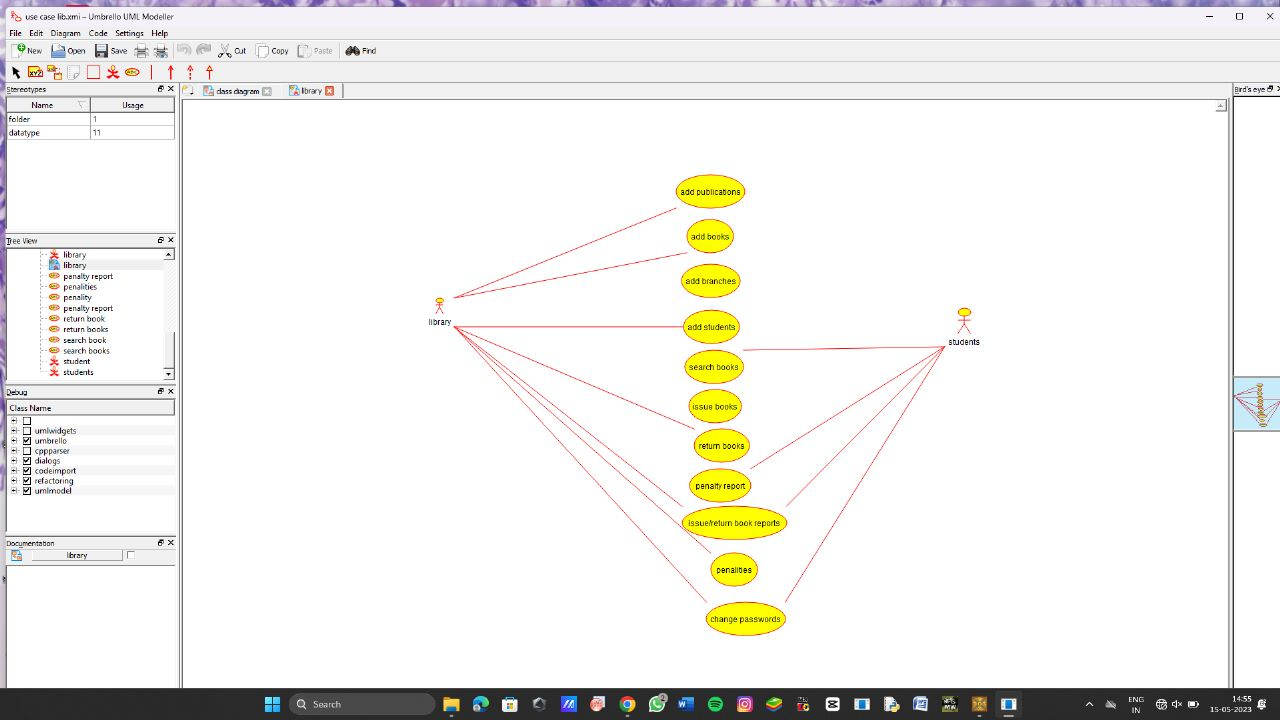 use case lib.xmi – Umbrello UML Modeller
File Edit Diagram Code Settings Help
New Open Save Cut Copy Paste Find
Stereotypes
class diagram library
Bird's eye
Name Usage
folder 1
datatype 11
Tree View
library
library
panalty report
penalities
penality
penalty report
return book
return books
search book
search books
student
students
Debug
Class Name
umlwidgets
umbrello
cppparser
dialogs
codeimport
refactoring
umlmodel
Documentation
library
add publications
add books
add branches
library
add students
students
search books
issue books
return books
penalty report
issue/return book reports
penalities
change passwords
Search
2
ENG
IN
14:55
15-05-2023